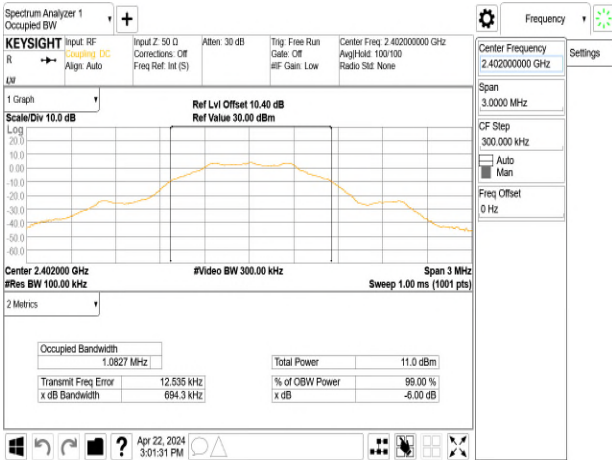 Spectrum Analyzer 1
Occupied BW
Frequency
KEYSIGHT
R
Input: RF
Coupling: DC
Align: Auto
Input Z: 50 Ω
Corrections: Off
Freq Ref: Int (S)
Atten: 30 dB
Trig: Free Run
Gate: Off
#IF Gain: Low
Center Freq: 2.402000000 GHz
Avg|Hold: 100/100
Radio Std: None
Center Frequency
2.402000000 GHz
Settings
Span
3.0000 MHz
CF Step
300.000 kHz
Auto
Man
Freq Offset
0 Hz
1 Graph
Scale/Div 10.0 dB
Ref Lvl Offset 10.40 dB
Ref Value 30.00 dBm
Log
20.0
10.0
0.00
-10.0
-20.0
-30.0
-40.0
-50.0
-60.0
Center 2.402000 GHz
#Res BW 100.00 kHz
#Video BW 300.00 kHz
Span 3 MHz
Sweep 1.00 ms (1001 pts)
2 Metrics
Occupied Bandwidth
1.0827 MHz
Transmit Freq Error 12.535 kHz
x dB Bandwidth 694.3 kHz
Total Power 11.0 dBm
% of OBW Power 99.00 %
x dB -6.00 dB
Apr 22, 2024
3:01:31 PM